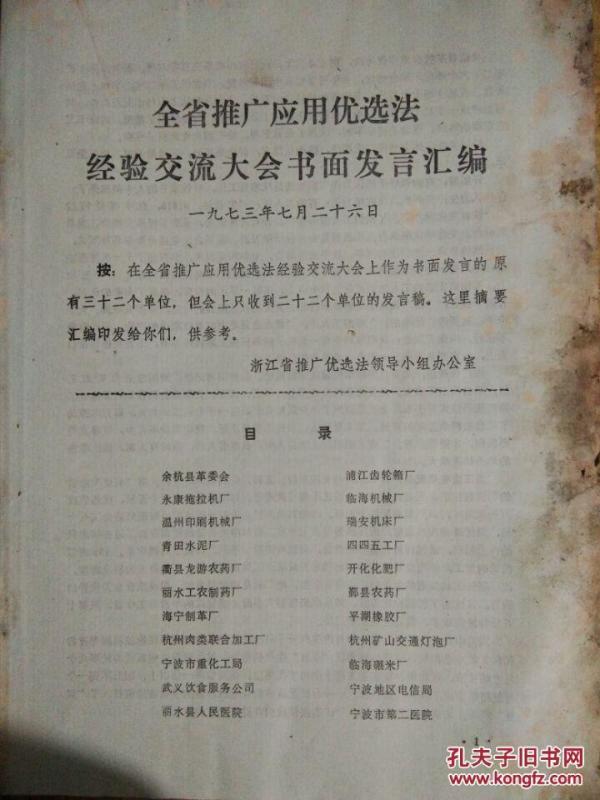 全省推广应用优选法
经验交流大会书面发言汇编
一九七三年七月二十六日
按：在全省推广应用优选法经验交流大会上作为书面发言的原
有三十二个单位，但会上只收到二十二个单位的发言稿。这里摘要
汇编印发给你们，供参考。
浙江省推广优选法领导小组办公室
目 录
余杭县革委会 浦江齿轮箱厂
永康拖拉机厂 临海机械厂
温州印刷机械厂 瑞安机床厂
青田水泥厂 四四五工厂
衢县龙游农药厂 开化化肥厂
丽水工农制药厂 鄞县农药厂
海宁制革厂 平湖橡胶厂
杭州肉类联合加工厂 杭州矿山交通灯泡厂
宁波市重化工局 临海碾米厂
武义饮食服务公司 宁波地区电信局
丽水县人民医院 宁波市第二医院
·1·
孔夫子旧书网
www.kongfz.com